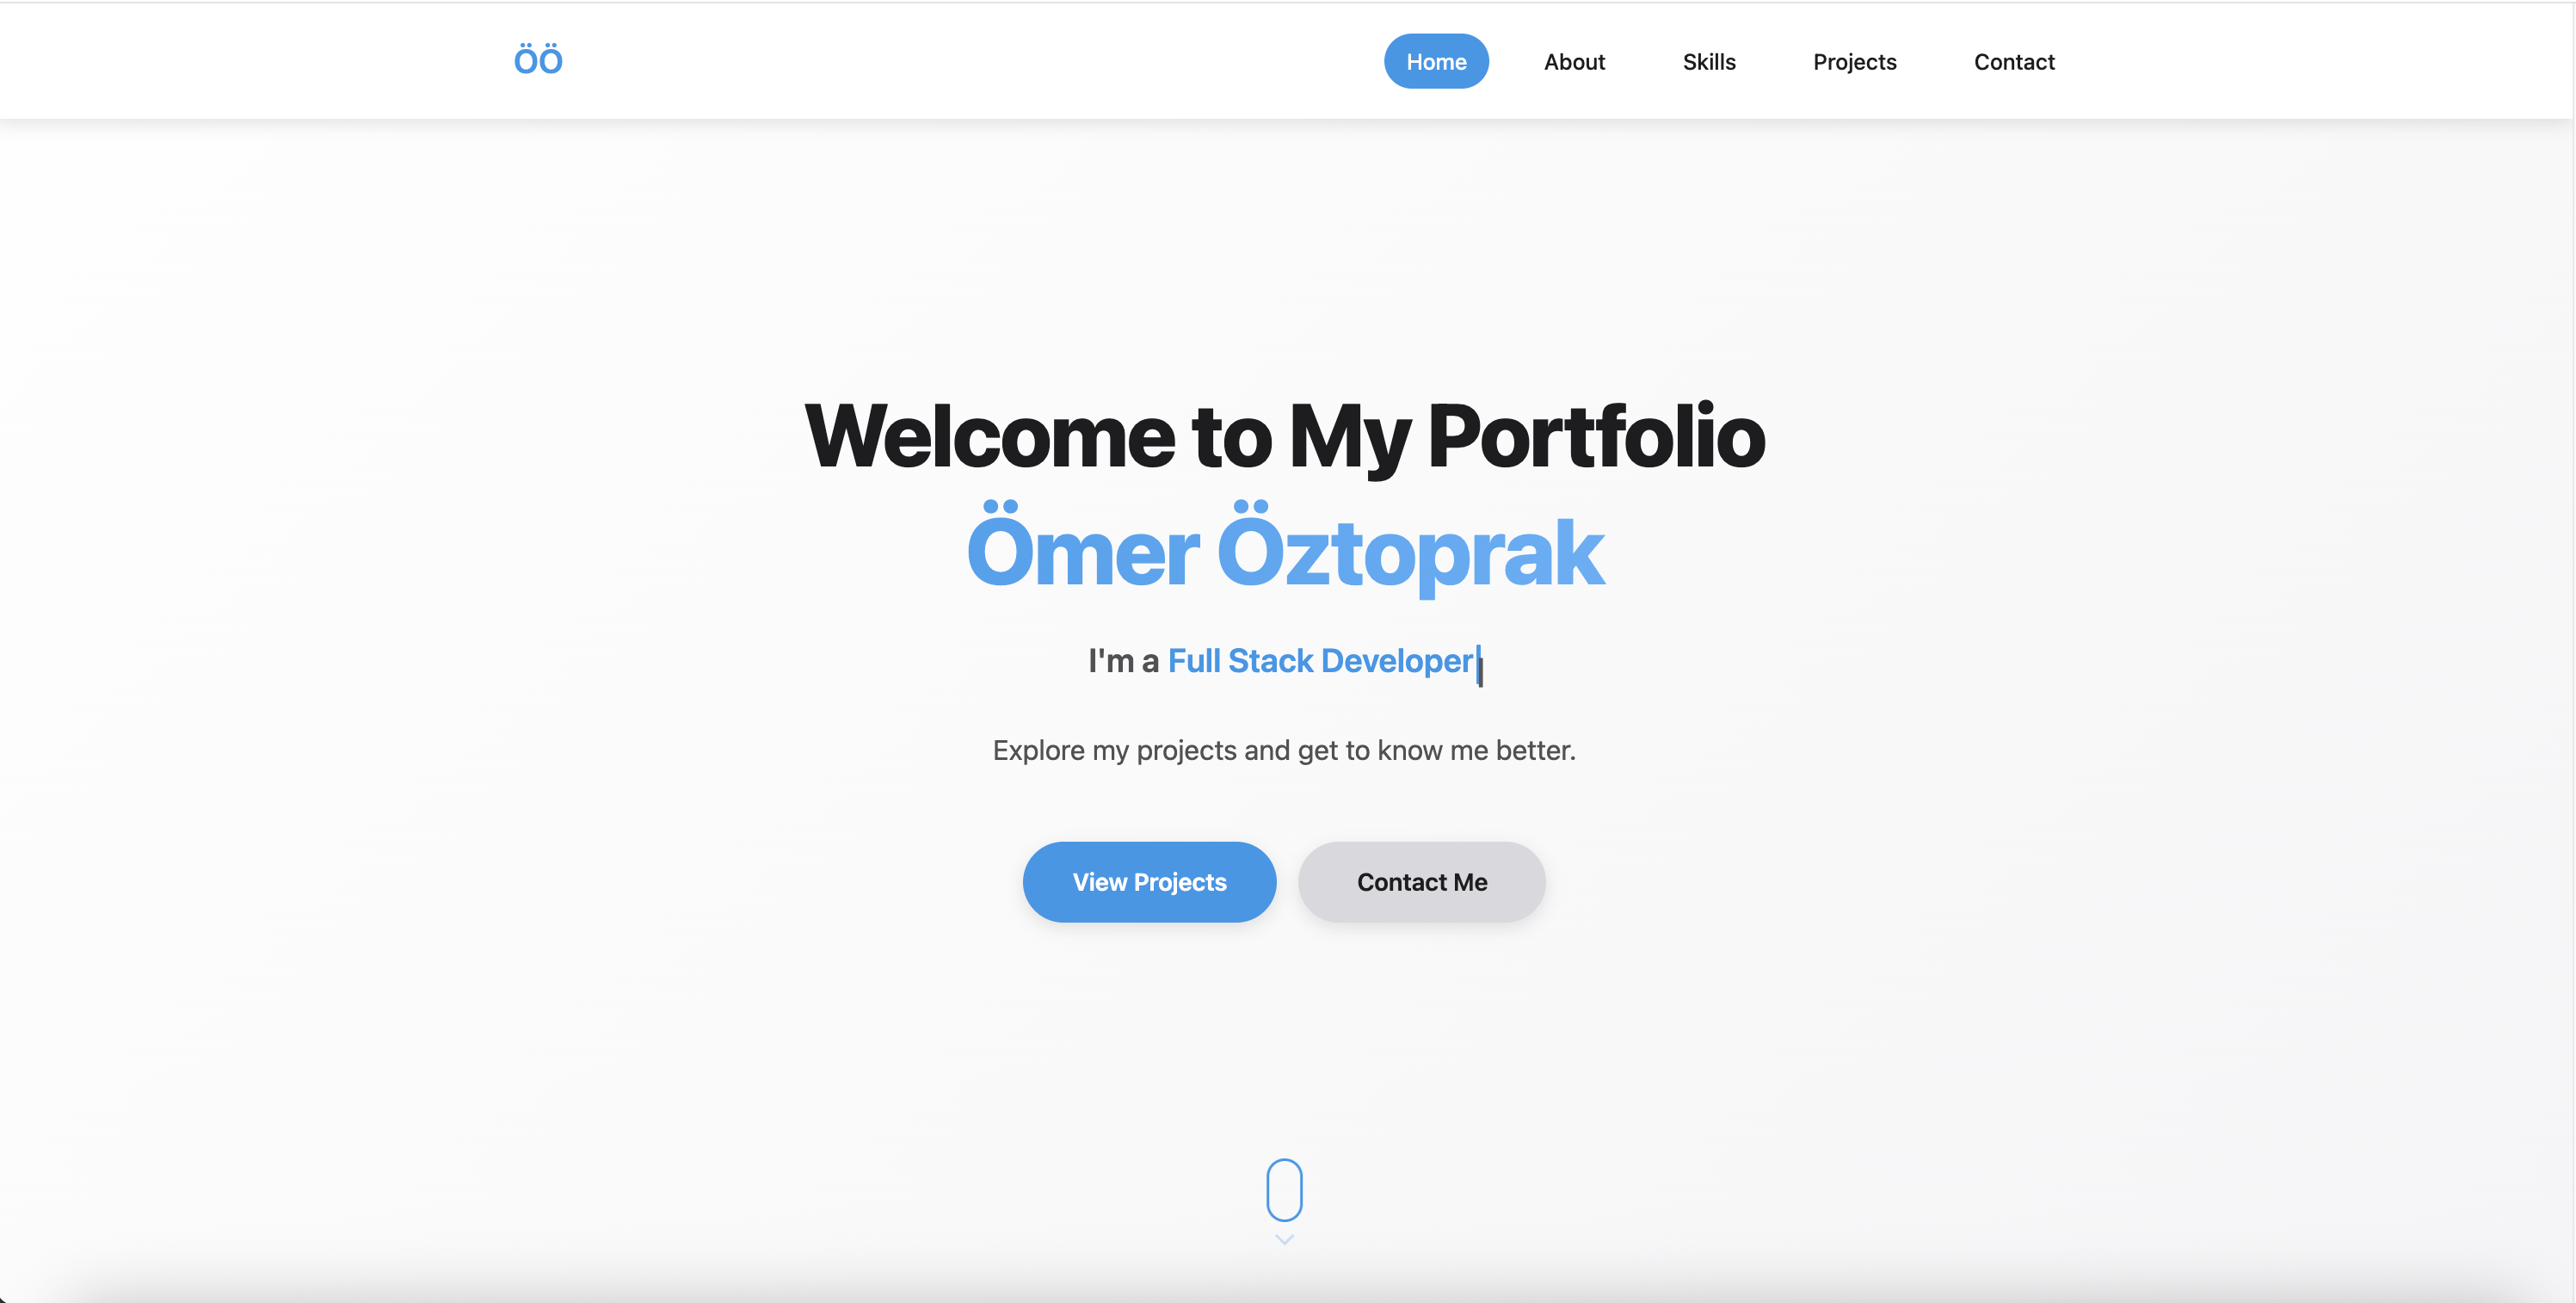 ÖÖ
Home About Skills Projects Contact
Welcome to My Portfolio
Ömer Öztoprak
I'm a Full Stack Developer
Explore my projects and get to know me better.
View Projects Contact Me